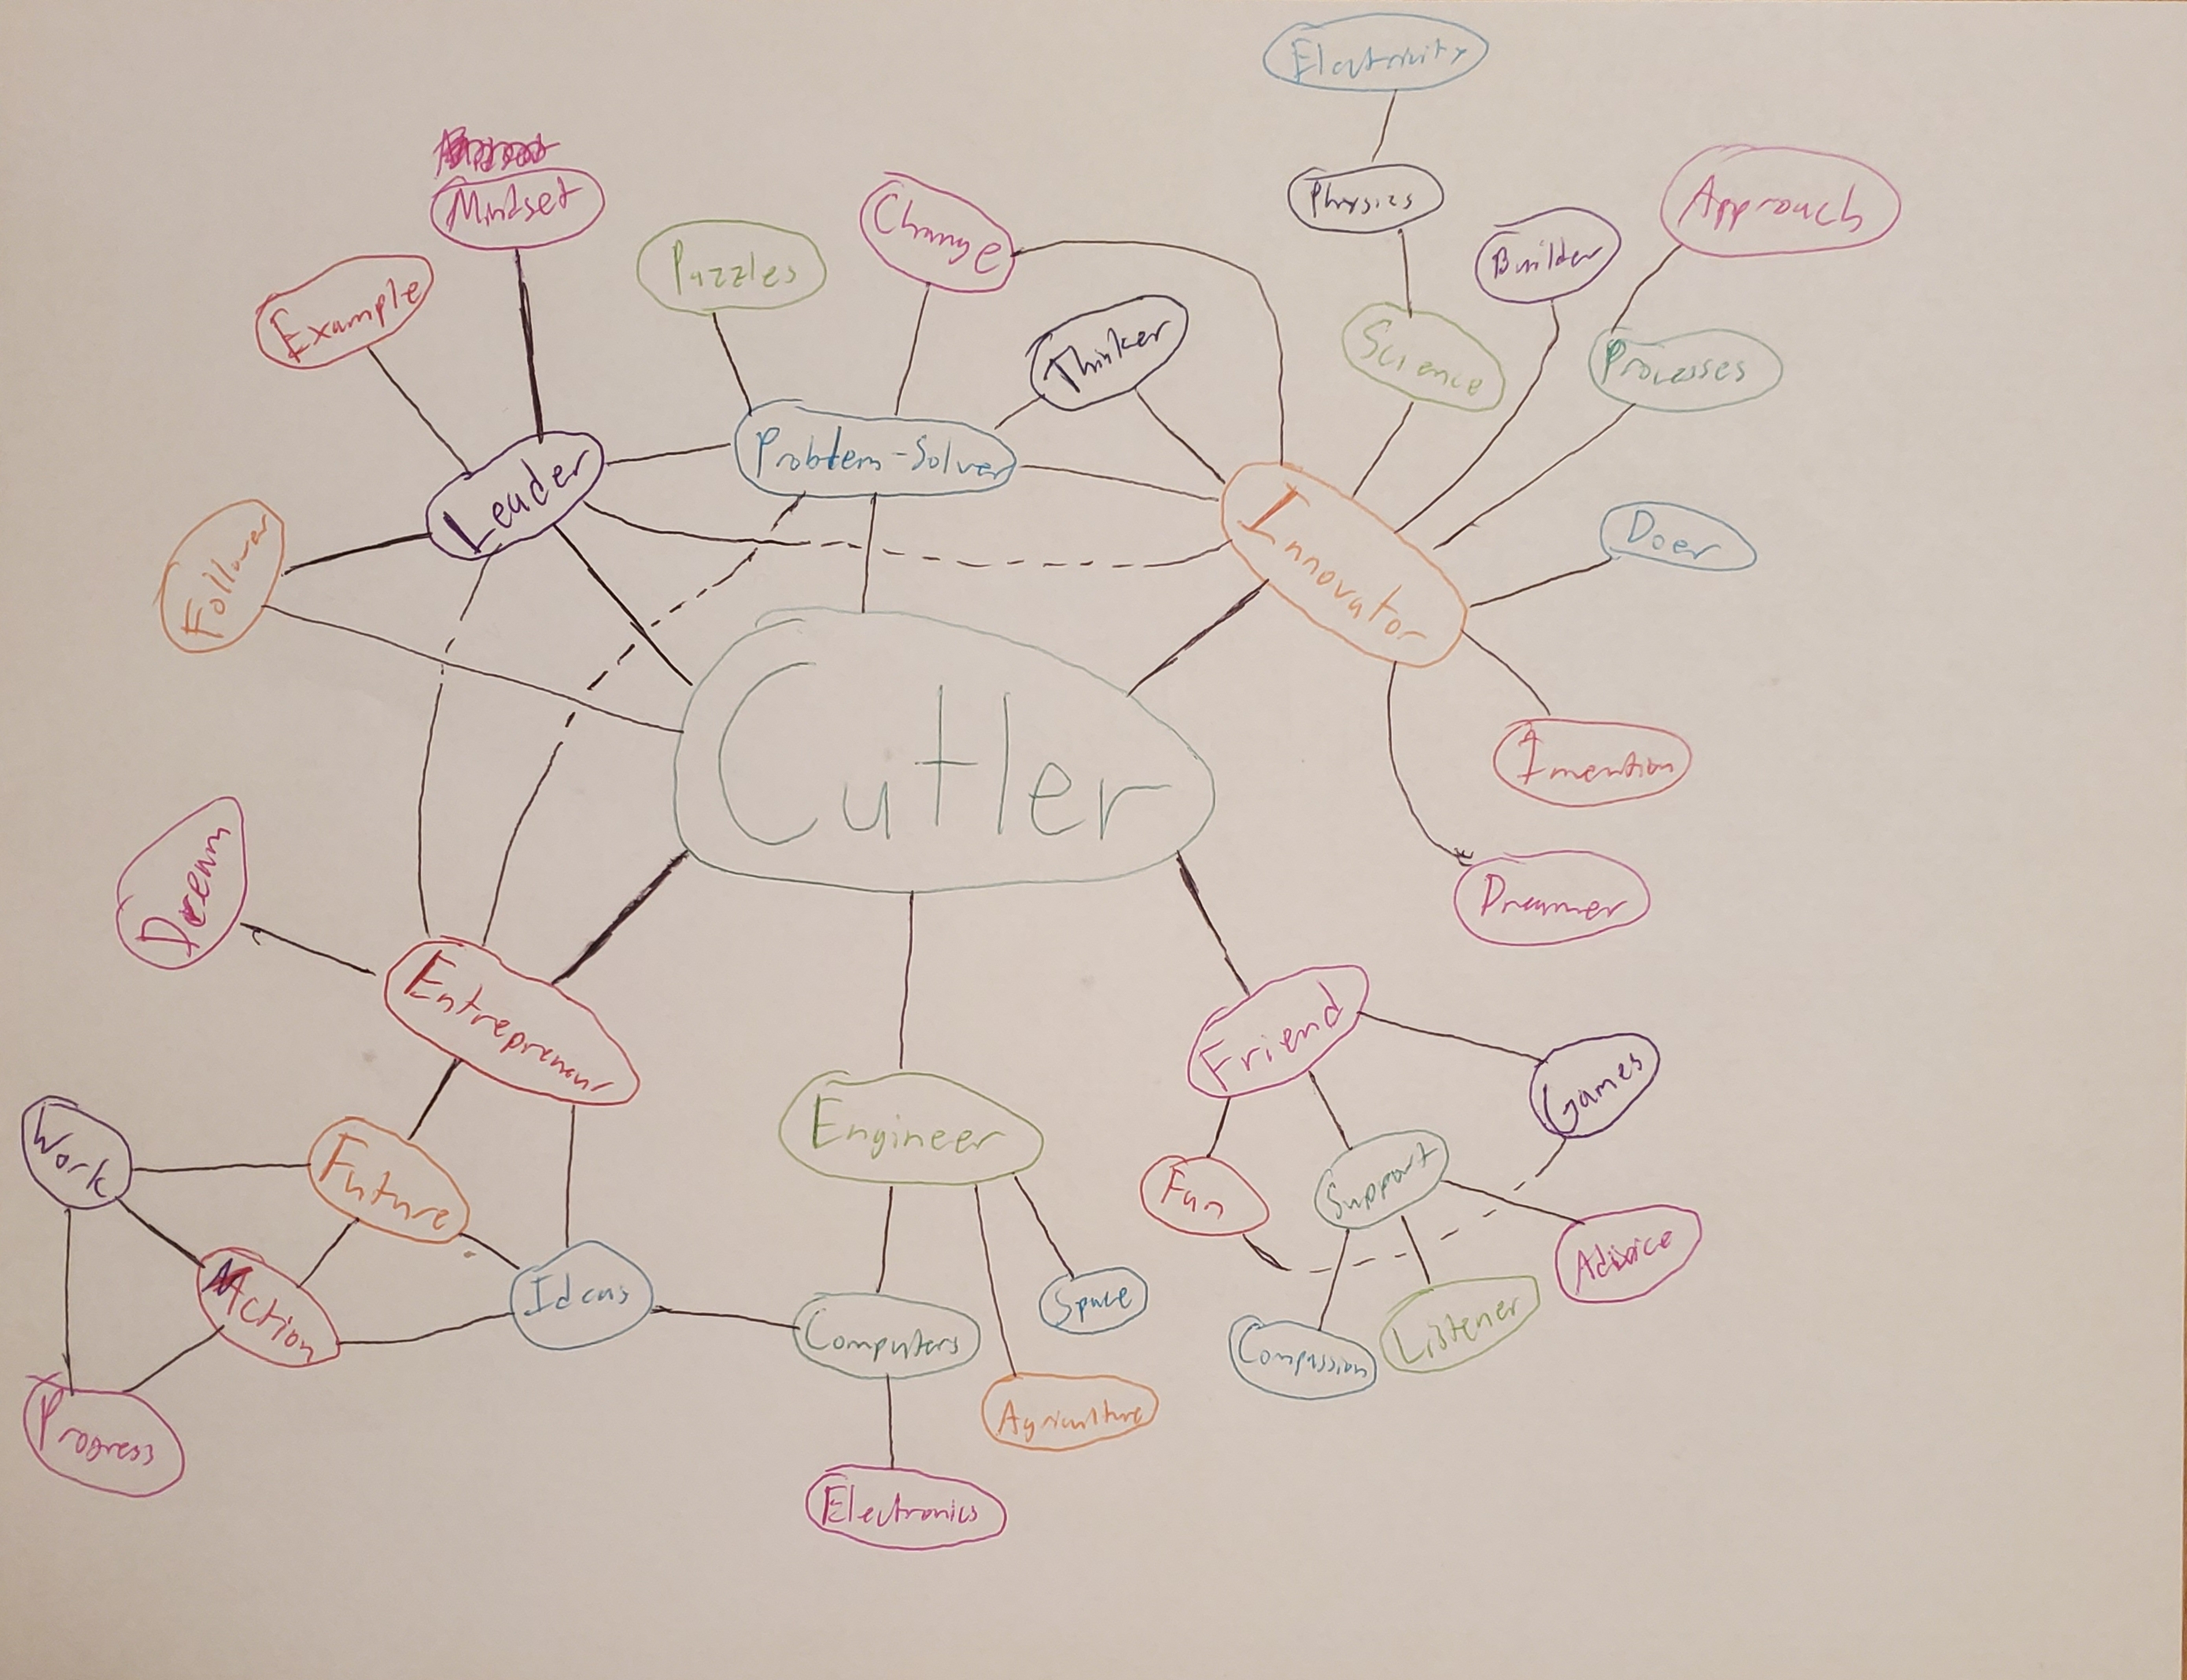 Electricity
Mindset
Physics
Approach
Change
Puzzles
Builder
Example
Thinker
Science
Processes
Problem-Solver
Leader
Innovator
Doer
Follower
Cutler
Invention
Dream
Dreamer
Entrepreneur
Friend
Engineer
Games
Work
Future
Fun
Support
Advice
Action
Ideas
Space
Computers
Listener
Compassion
Agriculture
Progress
Electronics